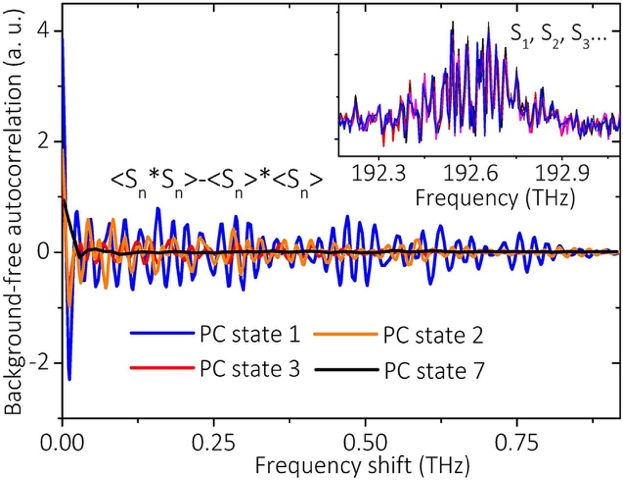 Background-free autocorrelation (a. u.)
4
2
0
-2
S1, S2, S3...
192.3 192.6 192.9
Frequency (THz)
<Sn*Sn>-<Sn>*<Sn>
PC state 1 PC state 2
PC state 3 PC state 7
0.00 0.25 0.50 0.75
Frequency shift (THz)